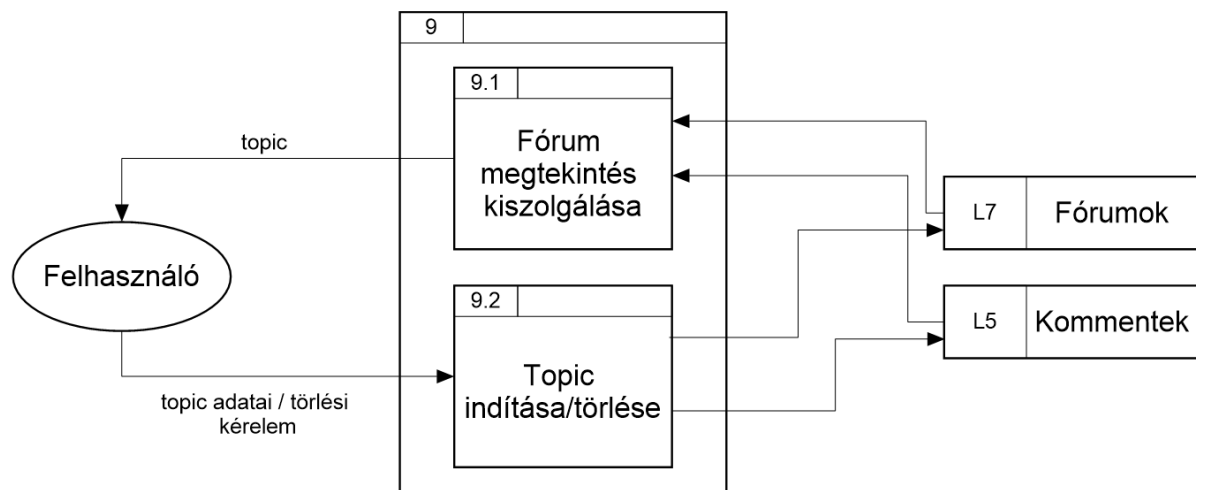 9
9.1
Fórum
megtekintés
kiszolgálása
topic
L7 Fórumok
Felhasználó
9.2
L5 Kommentek
Topic
indítása/törlése
topic adatai / törlési
kérelem